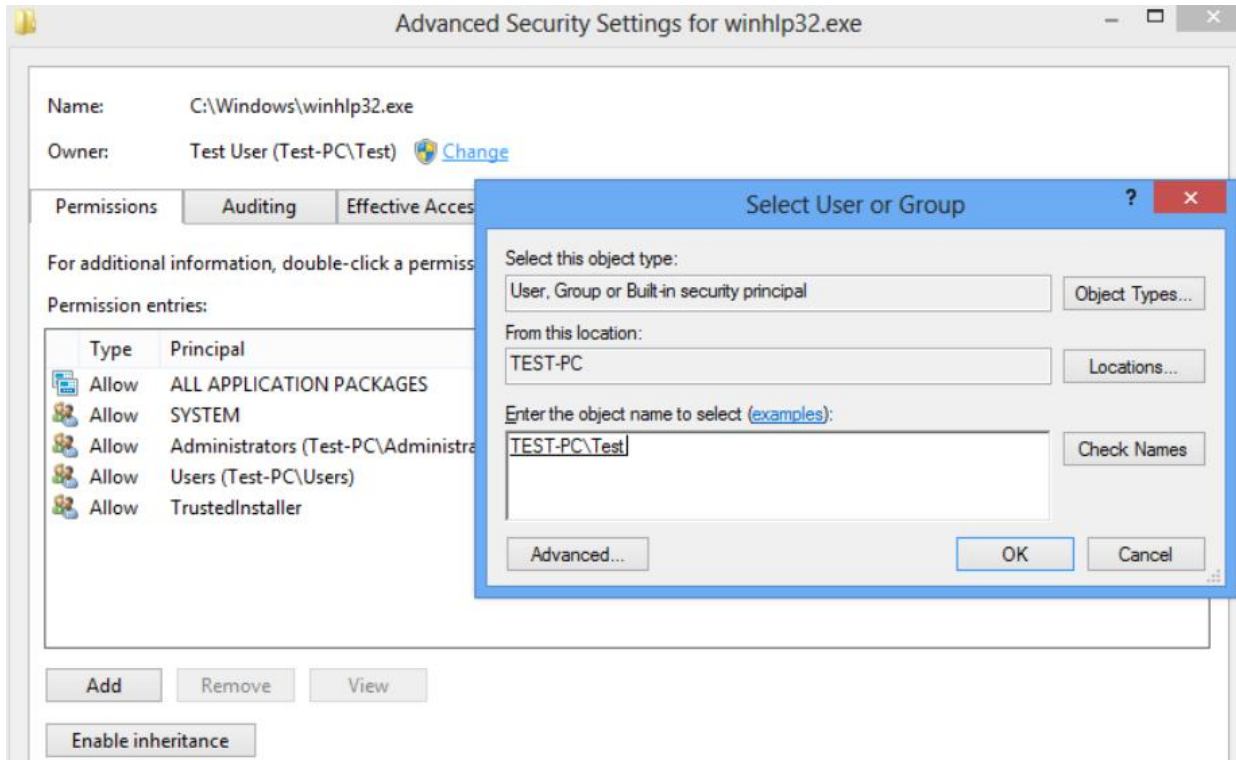 Advanced Security Settings for winhlp32.exe
Name: C:\Windows\winhlp32.exe
Owner: Test User (Test-PC\Test) Change
Permissions Auditing Effective Acces
For additional information, double-click a permiss
Permission entries:
Type Principal
Allow ALL APPLICATION PACKAGES
Allow SYSTEM
Allow Administrators (Test-PC\Administra
Allow Users (Test-PC\Users)
Allow TrustedInstaller
Add Remove View
Enable inheritance
Select User or Group ?
Select this object type:
User, Group or Built-in security principal Object Types...
From this location:
TEST-PC Locations...
Enter the object name to select (examples):
TEST-PC\Test Check Names
Advanced... OK Cancel